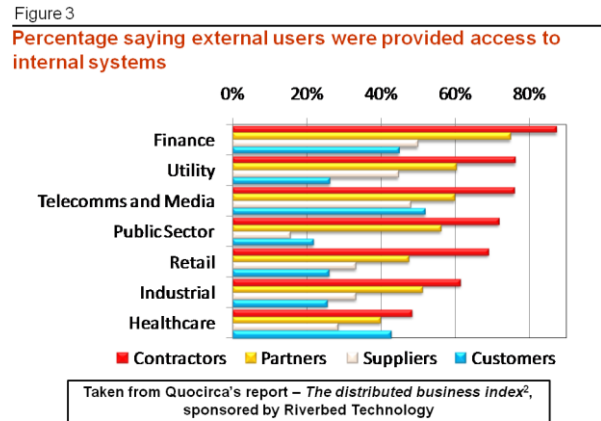 Figure 3
Percentage saying external users were provided access to
internal systems
0% 20% 40% 60% 80%
Finance
Utility
Telecomms and Media
Public Sector
Retail
Industrial
Healthcare
Contractors Partners Suppliers Customers
Taken from Quocirca's report – The distributed business index²,
sponsored by Riverbed Technology